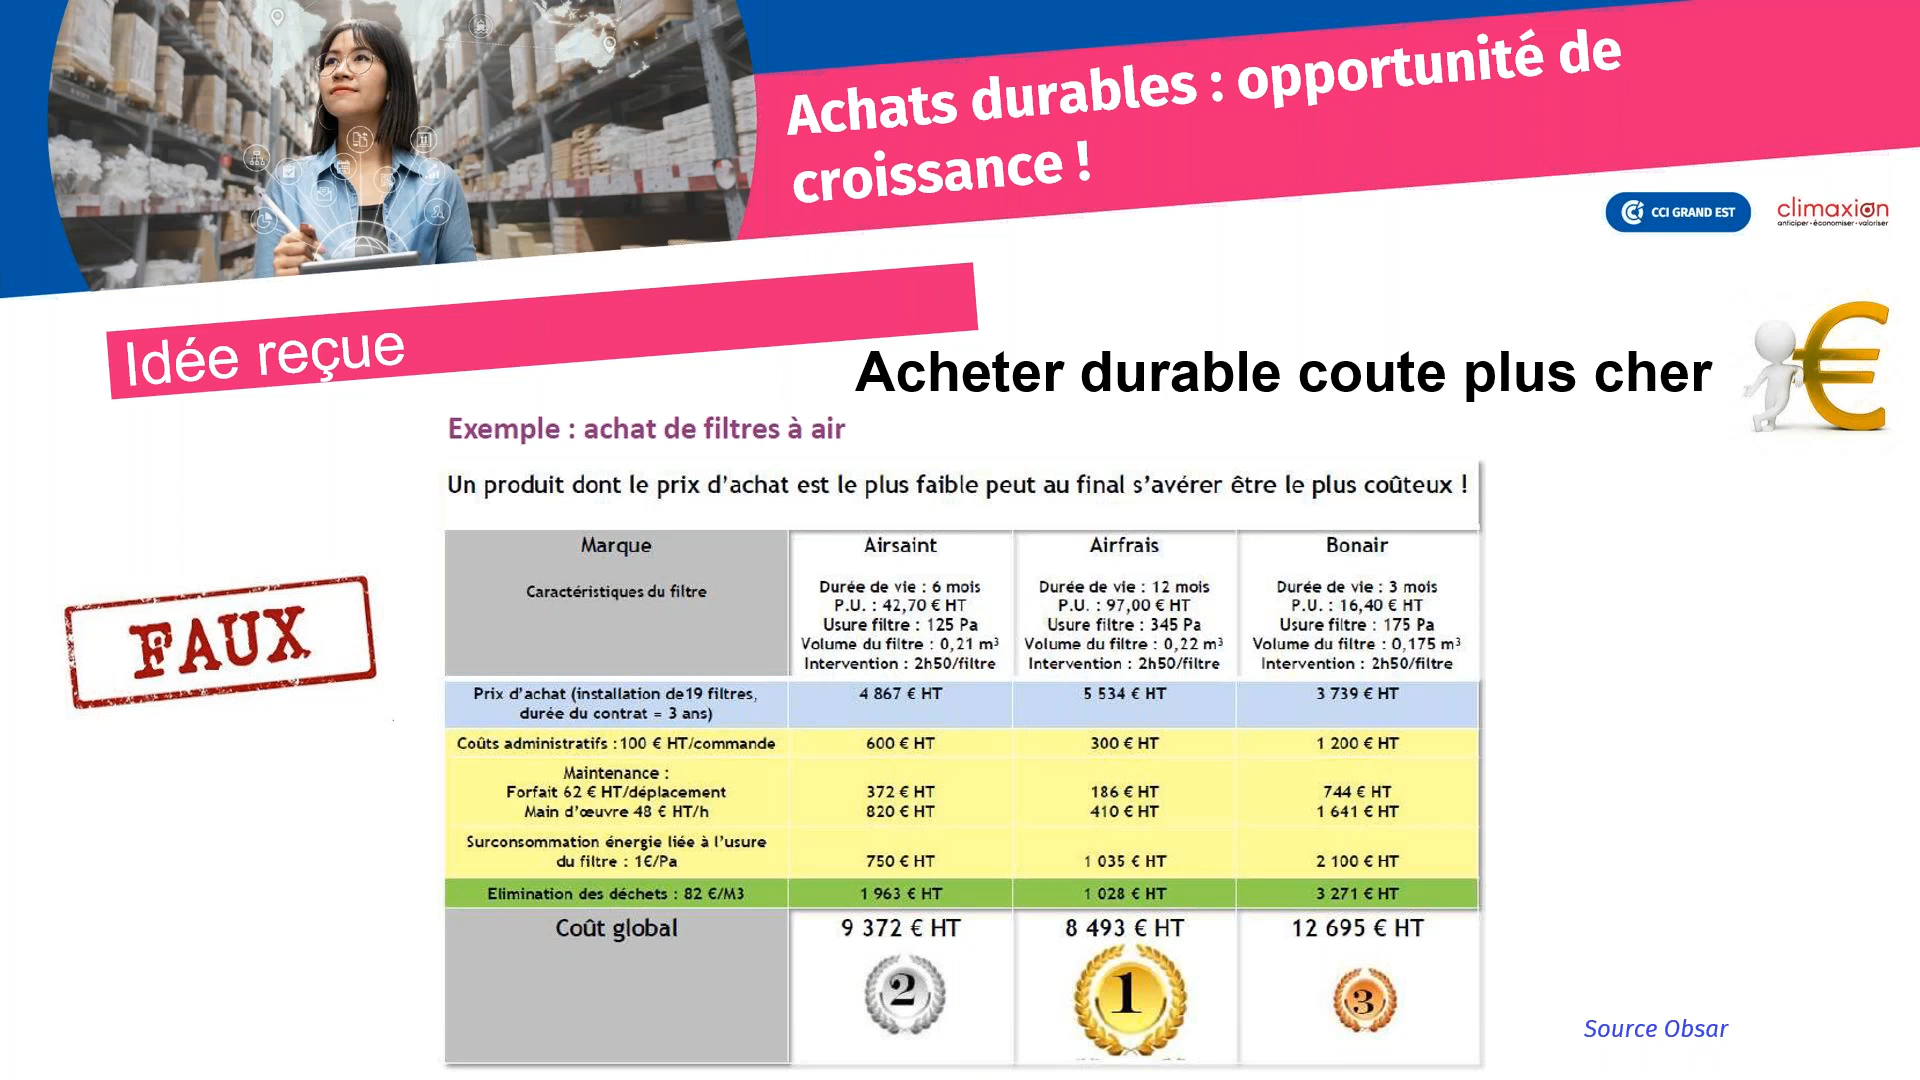 Achats durables : opportunité de
croissance !
CCI GRAND EST
climaxion
anticiper • économiser • valoriser
Idée reçue
Acheter durable coute plus cher
Exemple : achat de filtres à air
Un produit dont le prix d’achat est le plus faible peut au final s’avérer être le plus coûteux !
Marque
Airsaint
Airfrais
Bonair
Caractéristiques du filtre
Durée de vie : 6 mois
P.U. : 42,70 € HT
Usure filtre : 125 Pa
Volume du filtre : 0,21 m³
Intervention : 2h50/filtre
Durée de vie : 12 mois
P.U. : 97,00 € HT
Usure filtre : 345 Pa
Volume du filtre : 0,22 m³
Intervention : 2h50/filtre
Durée de vie : 3 mois
P.U. : 16,40 € HT
Usure filtre : 175 Pa
Volume du filtre : 0,175 m³
Intervention : 2h50/filtre
FAUX
Prix d’achat (installation de19 filtres,
durée du contrat = 3 ans)
4 867 € HT
5 534 € HT
3 739 € HT
Coûts administratifs :100 € HT/commande
600 € HT
300 € HT
1 200 € HT
Maintenance :
Forfait 62 € HT/déplacement
372 € HT
186 € HT
744 € HT
Main d’œuvre 48 € HT/h
820 € HT
410 € HT
1 641 € HT
Surconsommation énergie liée à l’usure
du filtre : 1€/Pa
750 € HT
1 035 € HT
2 100 € HT
Elimination des déchets : 82 €/M3
1 963 € HT
1 028 € HT
3 271 € HT
Coût global
9 372 € HT
8 493 € HT
12 695 € HT
2
1
3
Source Obsar